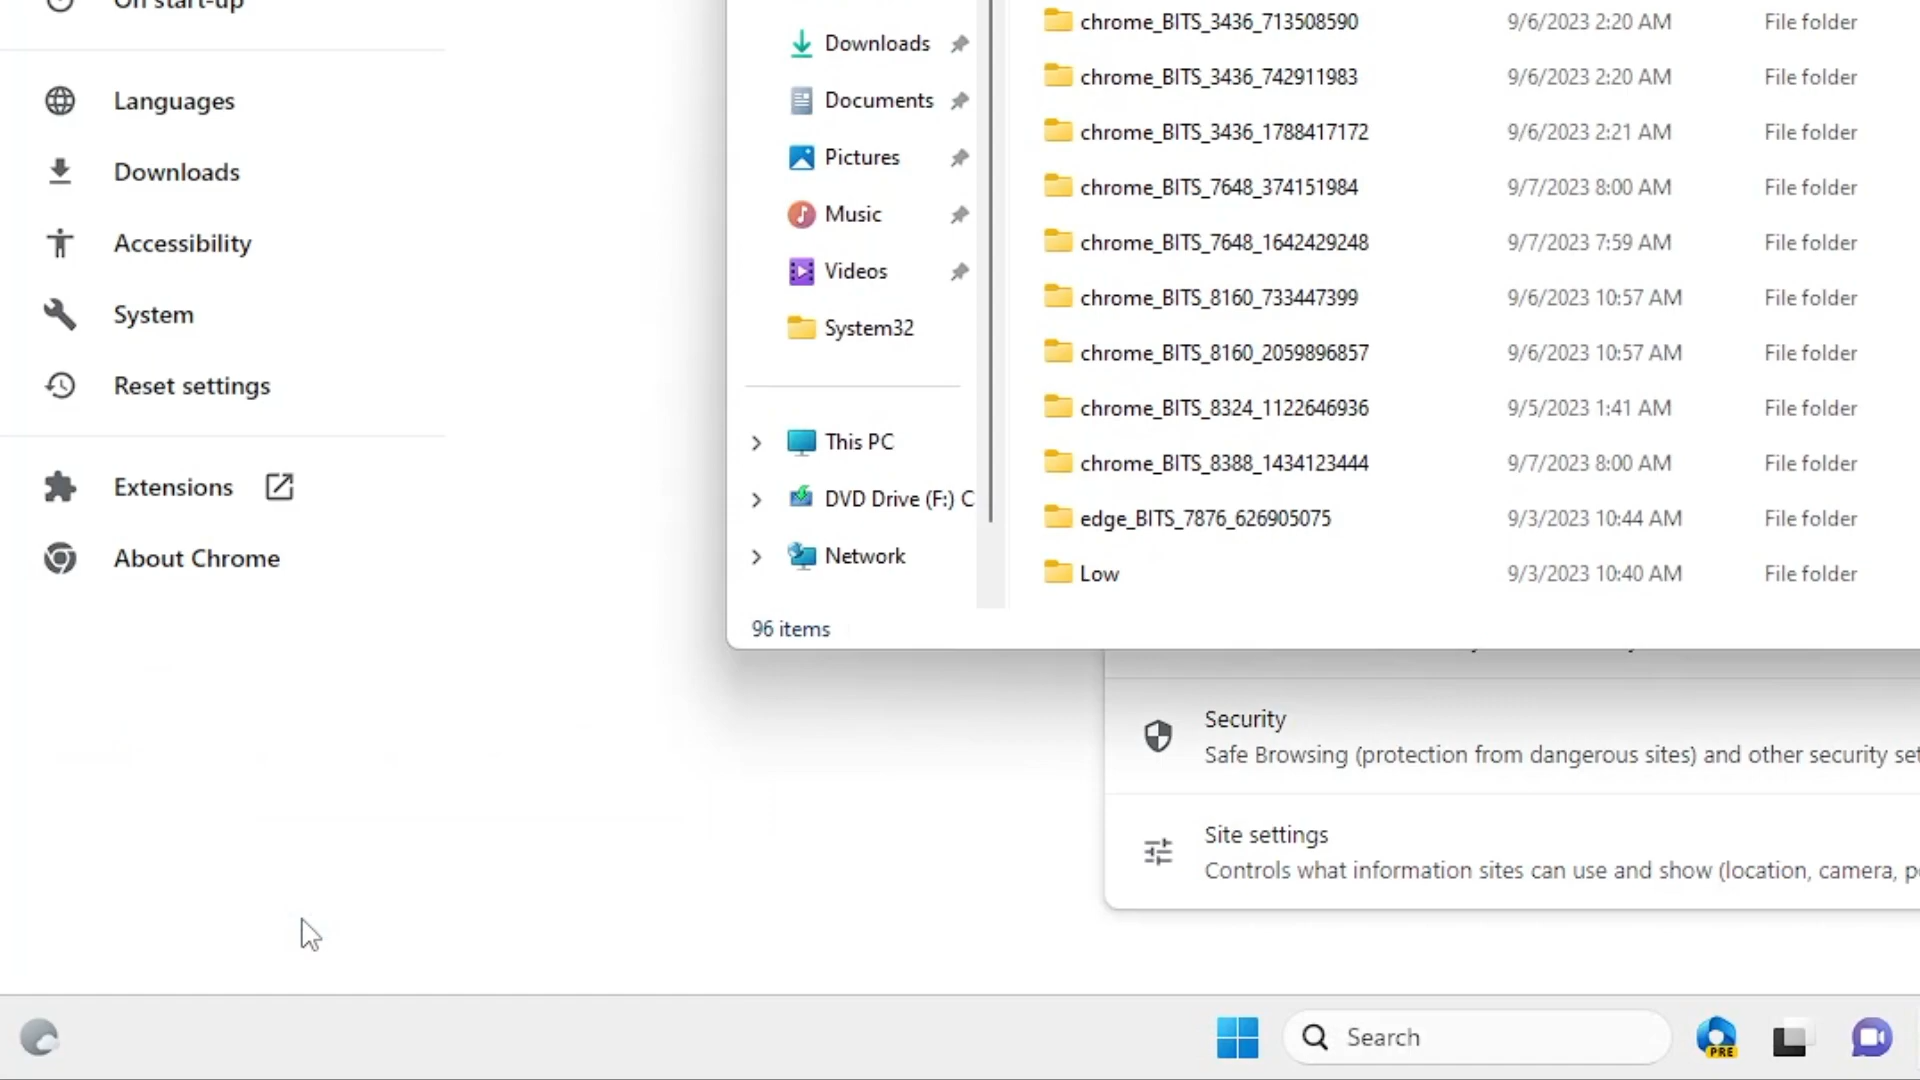 On start-up
Languages
Downloads
Accessibility
System
Reset settings
Extensions
About Chrome
Downloads
Documents
Pictures
Music
Videos
System32
This PC
DVD Drive (F:) C
Network
chrome_BITS_3436_713508590 9/6/2023 2:20 AM File folder
chrome_BITS_3436_742911983 9/6/2023 2:20 AM File folder
chrome_BITS_3436_1788417172 9/6/2023 2:21 AM File folder
chrome_BITS_7648_374151984 9/7/2023 8:00 AM File folder
chrome_BITS_7648_1642429248 9/7/2023 7:59 AM File folder
chrome_BITS_8160_733447399 9/6/2023 10:57 AM File folder
chrome_BITS_8160_2059896857 9/6/2023 10:57 AM File folder
chrome_BITS_8324_1122646936 9/5/2023 1:41 AM File folder
chrome_BITS_8388_1434123444 9/7/2023 8:00 AM File folder
edge_BITS_7876_626905075 9/3/2023 10:44 AM File folder
Low 9/3/2023 10:40 AM File folder
96 items
Security
Safe Browsing (protection from dangerous sites) and other security set
Site settings
Controls what information sites can use and show (location, camera, p
Search
PRE